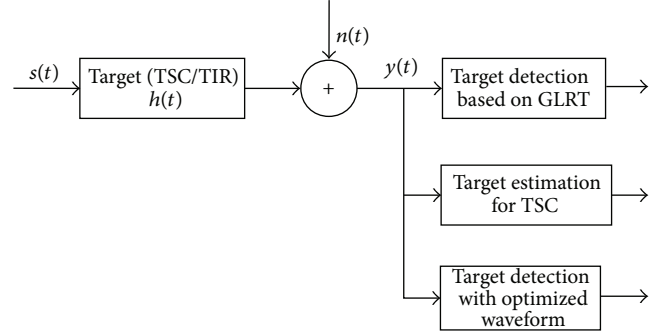 n(t)
s(t)
Target (TSC/TIR)
h(t)
+
y(t)
Target detection
based on GLRT
Target estimation
for TSC
Target detection
with optimized
waveform